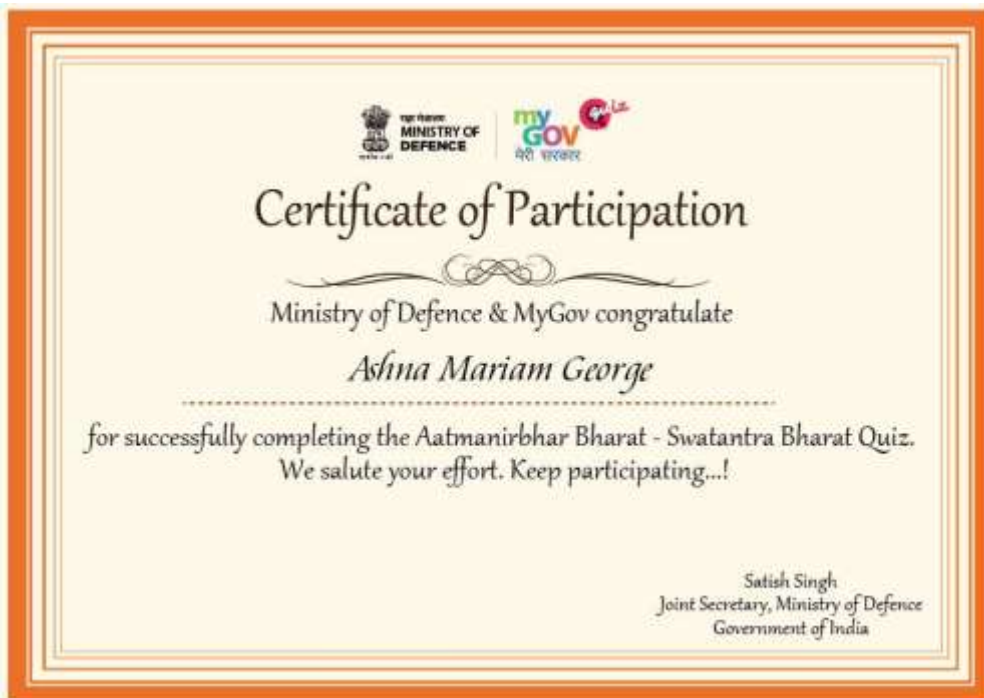 MINISTRY OF
DEFENCE
my
GOV
मेरी सरकार
Quiz
Certificate of Participation
Ministry of Defence & MyGov congratulate
Ashna Mariam George
for successfully completing the Aatmanirbhar Bharat - Swatantra Bharat Quiz.
We salute your effort. Keep participating...!
Satish Singh
Joint Secretary, Ministry of Defence
Government of India